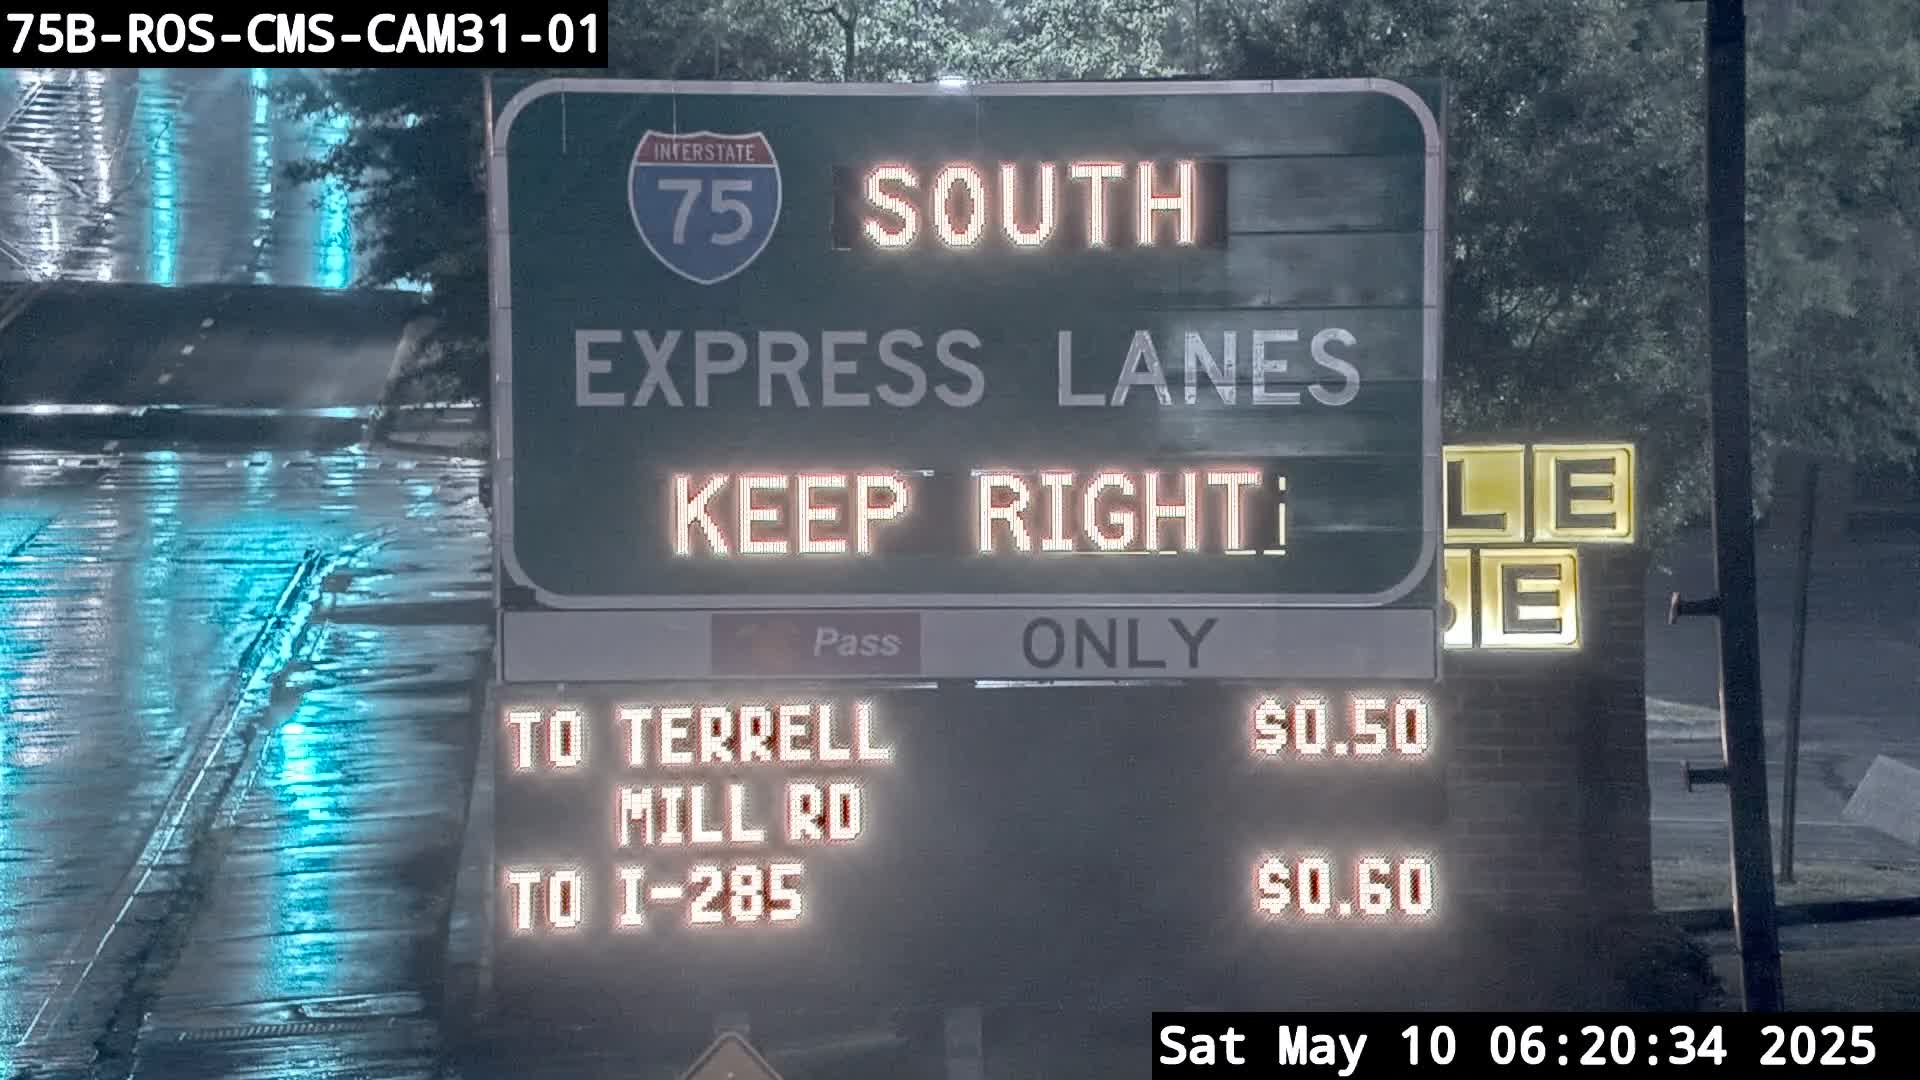 75B-ROS-CMS-CAM31-01
INTERSTATE
75
SOUTH
EXPRESS LANES
KEEP RIGHT
Pass ONLY
TO TERRELL $0.50
MILL RD
TO I-285 $0.60
LE
E
Sat May 10 06:20:34 2025